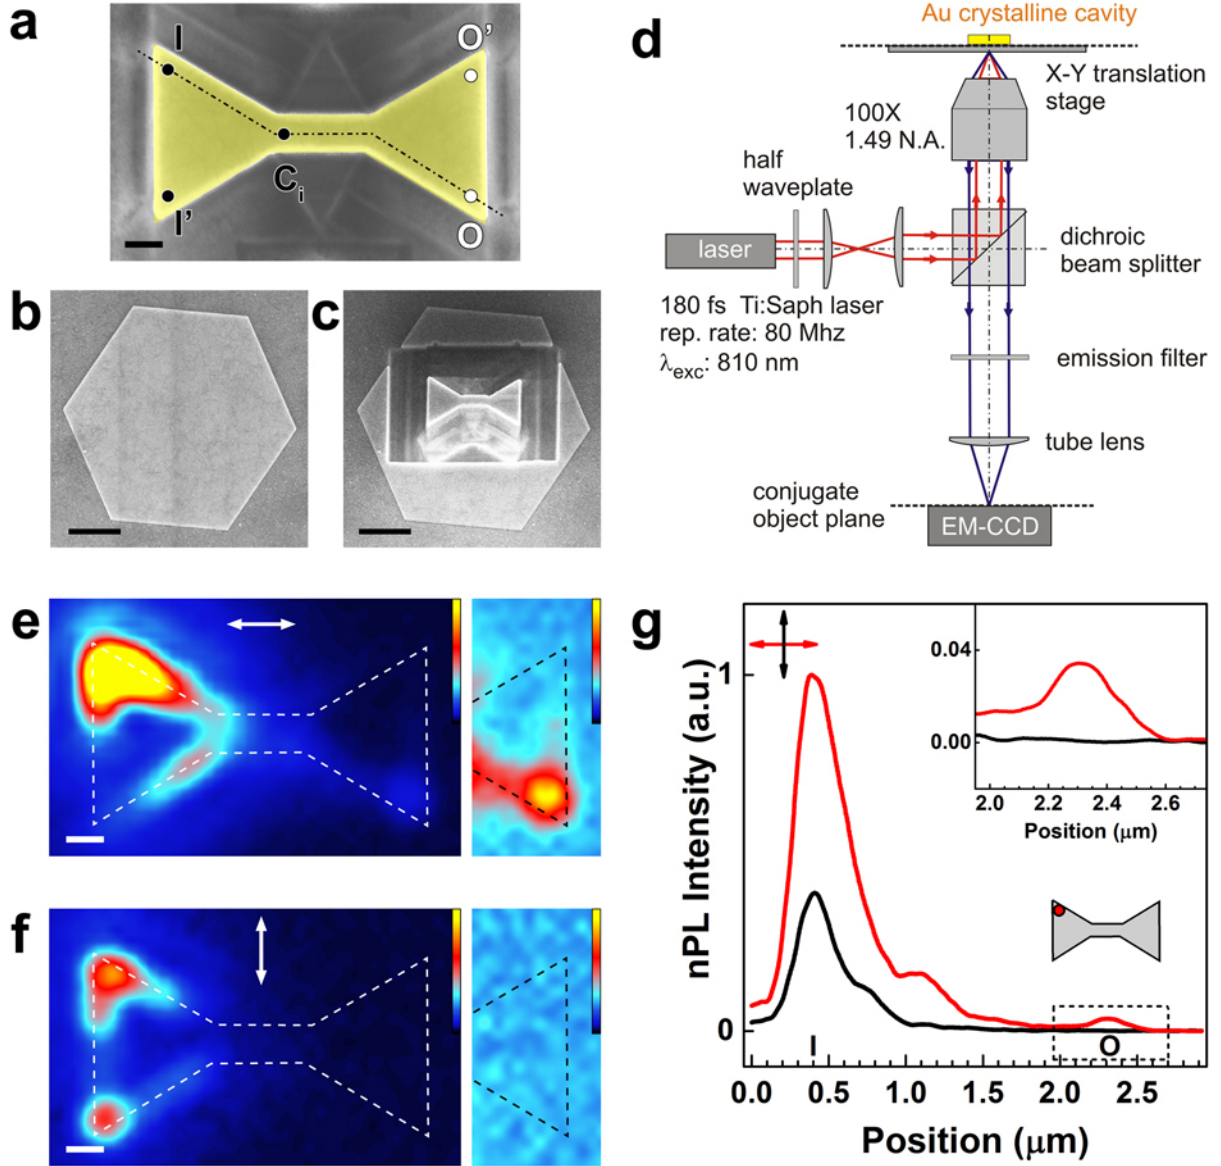 a
I
O'
C_i
I'
O
b
c
d
Au crystalline cavity
X-Y translation
stage
100X
1.49 N.A.
half
waveplate
laser
dichroic
beam splitter
180 fs Ti:Saph laser
rep. rate: 80 Mhz
λ_exc: 810 nm
emission filter
tube lens
conjugate
object plane
EM-CCD
e
f
g
nPL Intensity (a.u.)
1
0
0.04
0.00
2.0 2.2 2.4 2.6
Position (μm)
I
O
0.0 0.5 1.0 1.5 2.0 2.5
Position (μm)